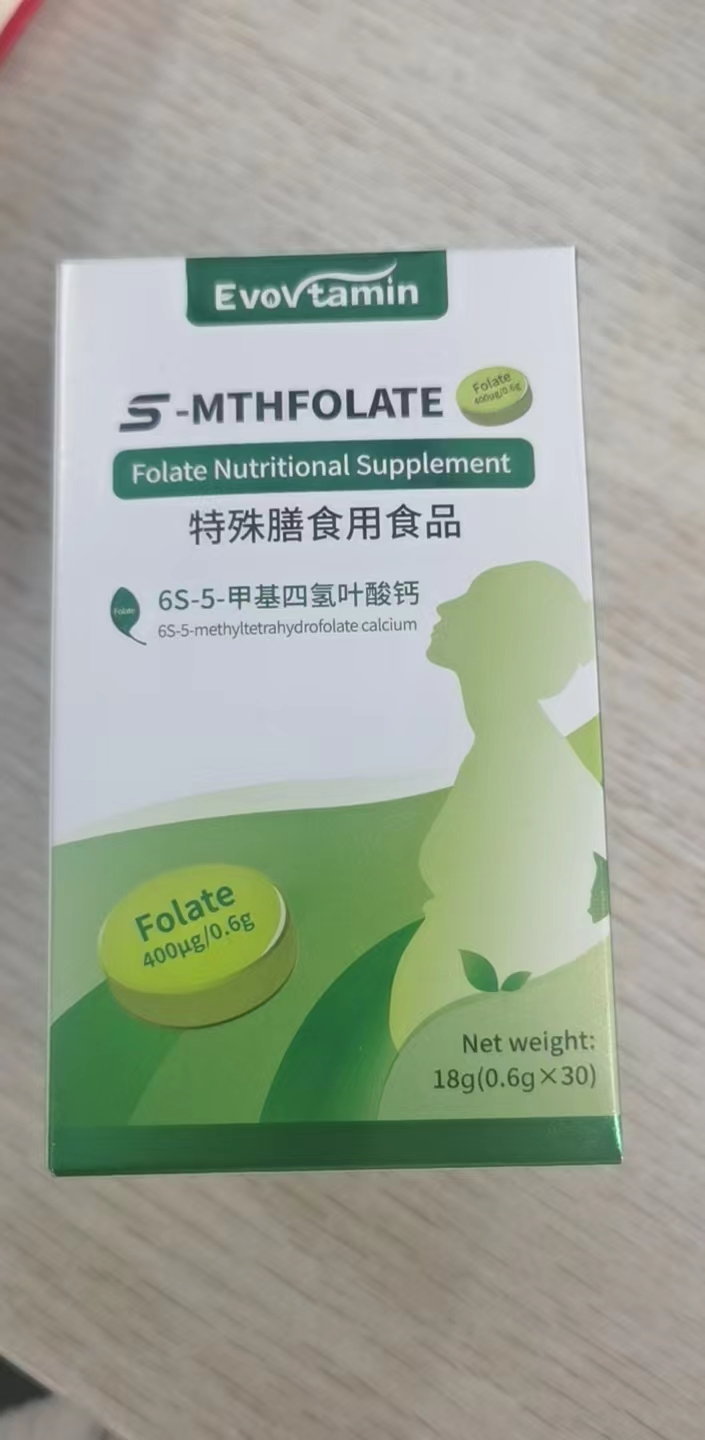 Evovtamin
S-MTHFOLATE
Folate
400μg/0.6g
Folate Nutritional Supplement
特殊膳食用食品
Folate
6S-5-甲基四氢叶酸钙
6S-5-methyltetrahydrofolate calcium
Folate
400μg/0.6g
Net weight:
18g(0.6g×30)